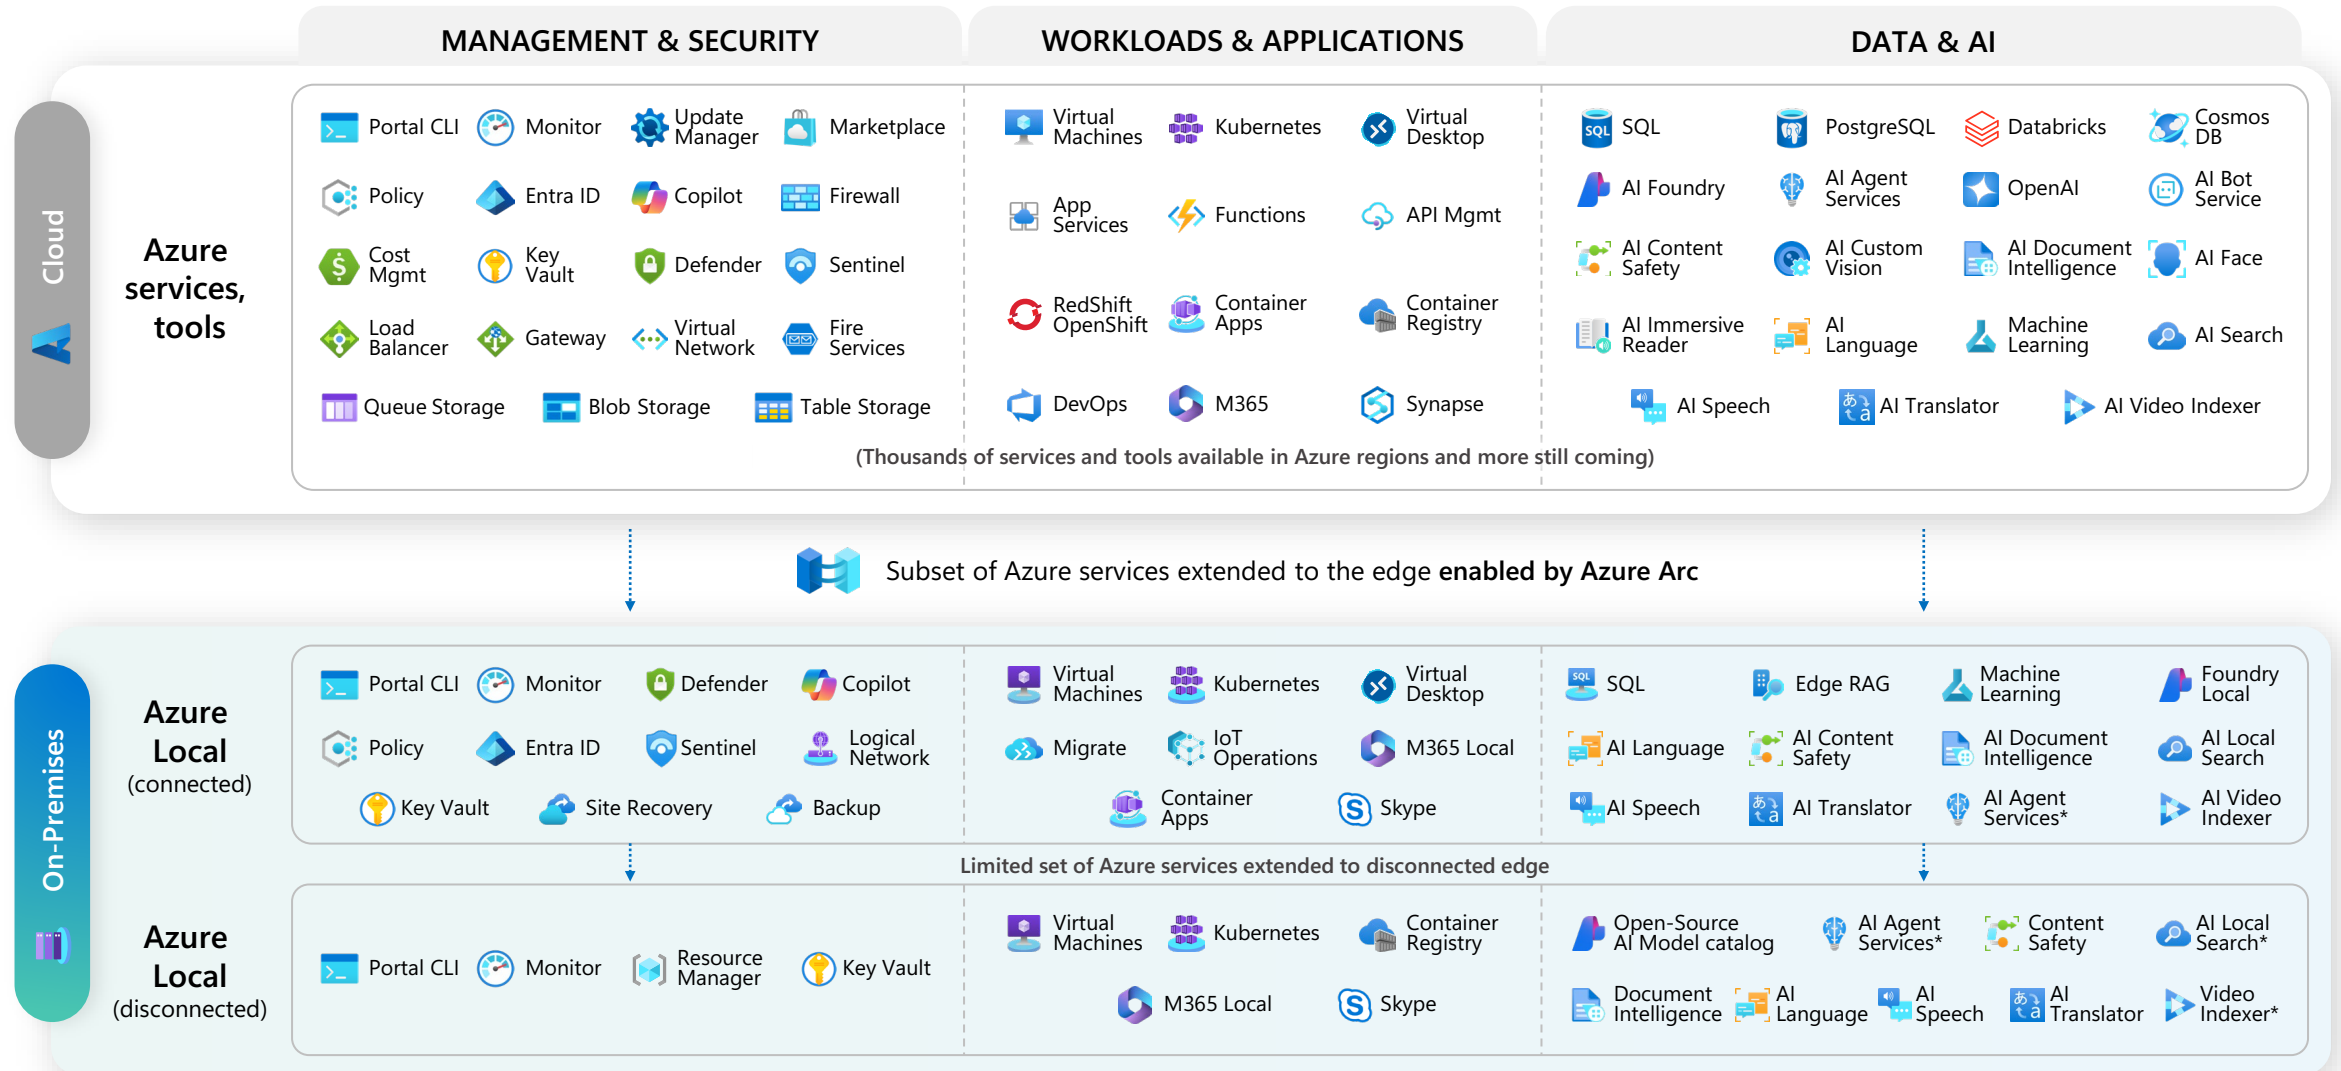 MANAGEMENT & SECURITY
WORKLOADS & APPLICATIONS
DATA & AI
Cloud
Azure
services,
tools
Portal CLI
Monitor
Update
Manager
Marketplace
Policy
Entra ID
Copilot
Firewall
Cost
Mgmt
Key
Vault
Defender
Sentinel
Load
Balancer
Gateway
Virtual
Network
Fire
Services
Queue Storage
Blob Storage
Table Storage
Virtual
Machines
Kubernetes
Virtual
Desktop
App
Services
Functions
API Mgmt
RedShift
OpenShift
Container
Apps
Container
Registry
DevOps
M365
Synapse
SQL
SQL
PostgreSQL
Databricks
Cosmos
DB
AI Foundry
AI Agent
Services
OpenAI
AI Bot
Service
AI Content
Safety
AI Custom
Vision
AI Document
Intelligence
AI Face
AI Immersive
Reader
AI
Language
Machine
Learning
AI Search
AI Speech
あ
a
AI Translator
AI Video Indexer
(Thousands of services and tools available in Azure regions and more still coming)
Subset of Azure services extended to the edge enabled by Azure Arc
On-Premises
Azure
Local
(connected)
Portal CLI
Monitor
Defender
Copilot
Policy
Entra ID
Sentinel
Logical
Network
Key Vault
Site Recovery
Backup
Virtual
Machines
Kubernetes
Virtual
Desktop
Migrate
IoT
Operations
M365 Local
Container
Apps
Skype
SQL
SQL
Edge RAG
Machine
Learning
Foundry
Local
AI Language
AI Content
Safety
AI Document
Intelligence
AI Local
Search
AI Speech
あ
a
AI Translator
AI Agent
Services*
AI Video
Indexer
Limited set of Azure services extended to disconnected edge
Azure
Local
(disconnected)
Portal CLI
Monitor
Resource
Manager
Key Vault
Virtual
Machines
Kubernetes
Container
Registry
M365 Local
Skype
Open-Source
AI Model catalog
AI Agent
Services*
Content
Safety
AI Local
Search*
Document
Intelligence
AI
Language
AI
Speech
あ
a
AI
Translator
Video
Indexer*